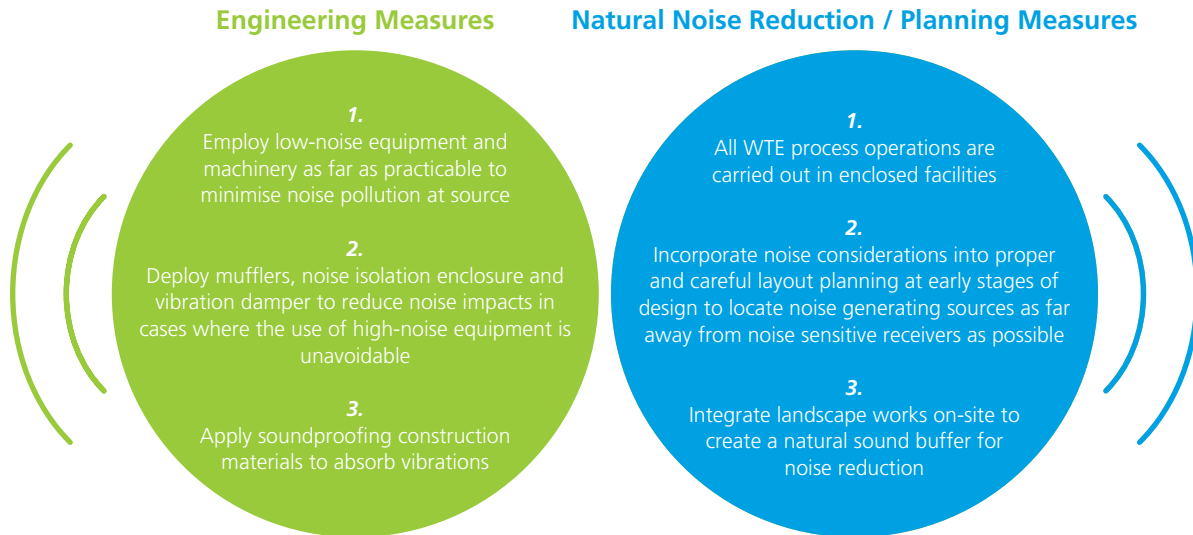 Engineering Measures
1.
Employ low-noise equipment and
machinery as far as practicable to
minimise noise pollution at source
2.
Deploy mufflers, noise isolation enclosure and
vibration damper to reduce noise impacts in
cases where the use of high-noise equipment is
unavoidable
3.
Apply soundproofing construction
materials to absorb vibrations
Natural Noise Reduction / Planning Measures
1.
All WTE process operations are
carried out in enclosed facilities
2.
Incorporate noise considerations into proper
and careful layout planning at early stages of
design to locate noise generating sources as far
away from noise sensitive receivers as possible
3.
Integrate landscape works on-site to
create a natural sound buffer for
noise reduction